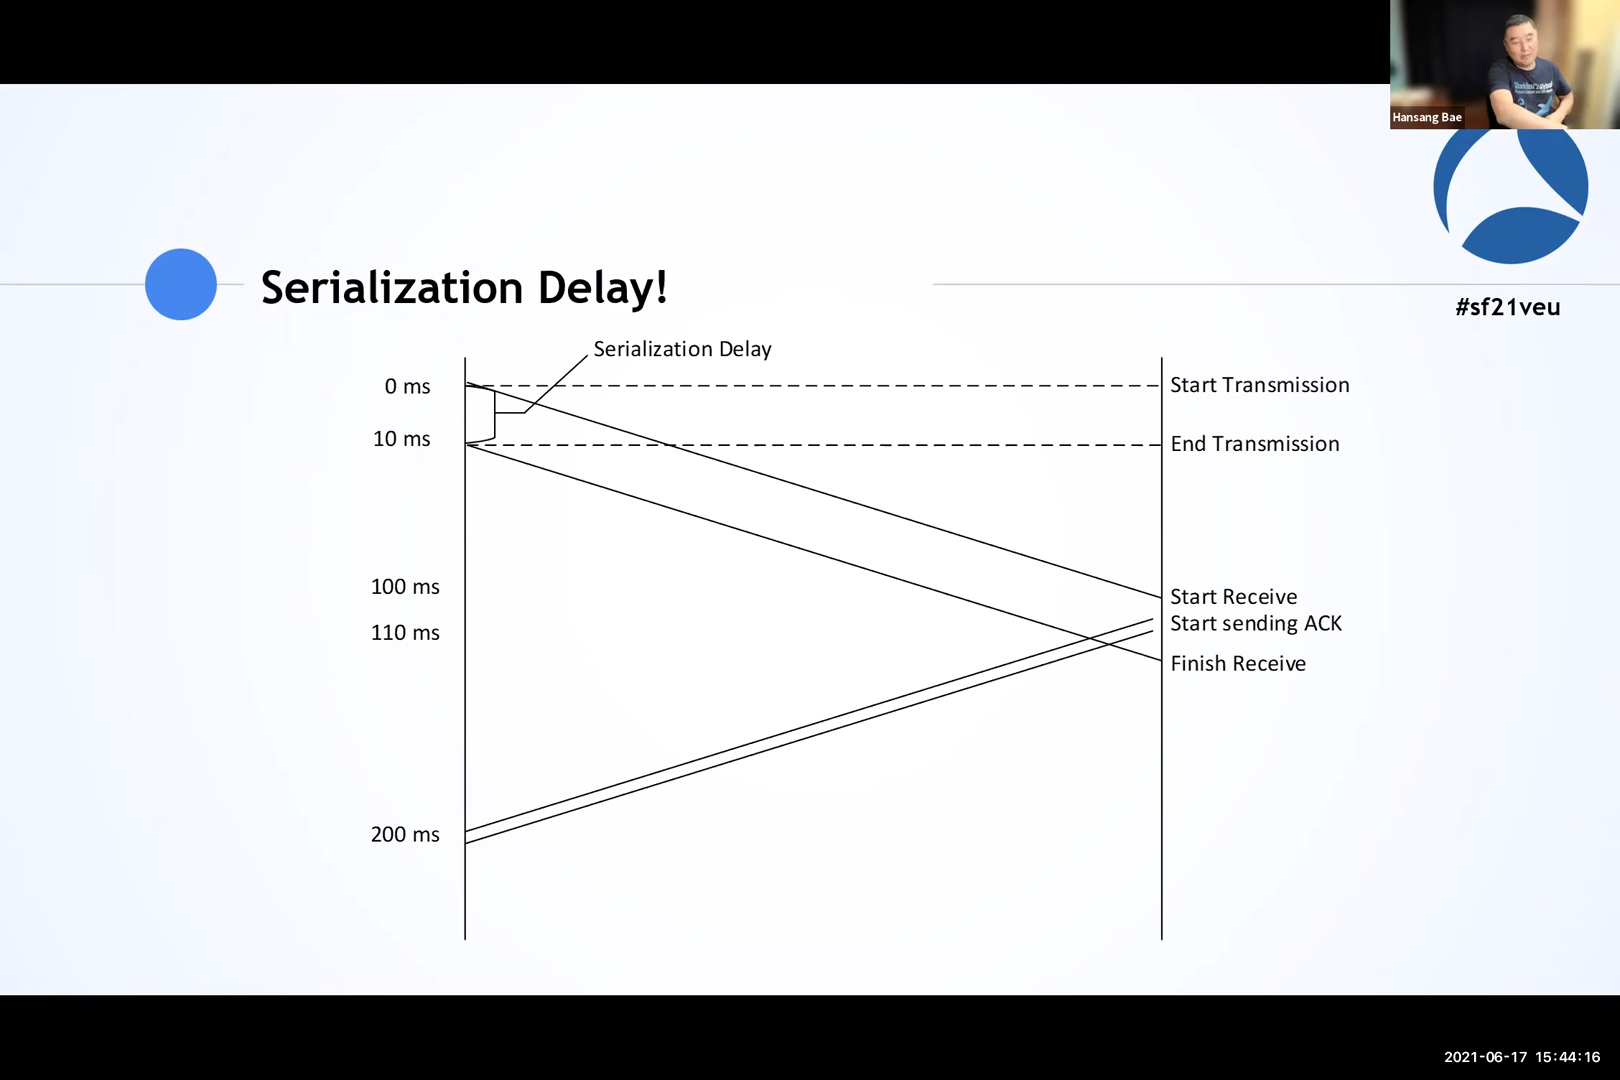 Hansang Bae
Serialization Delay!
#sf21veu
Serialization Delay
0 ms
Start Transmission
10 ms
End Transmission
100 ms
Start Receive
Start sending ACK
110 ms
Finish Receive
200 ms
2021-06-17 15:44:16